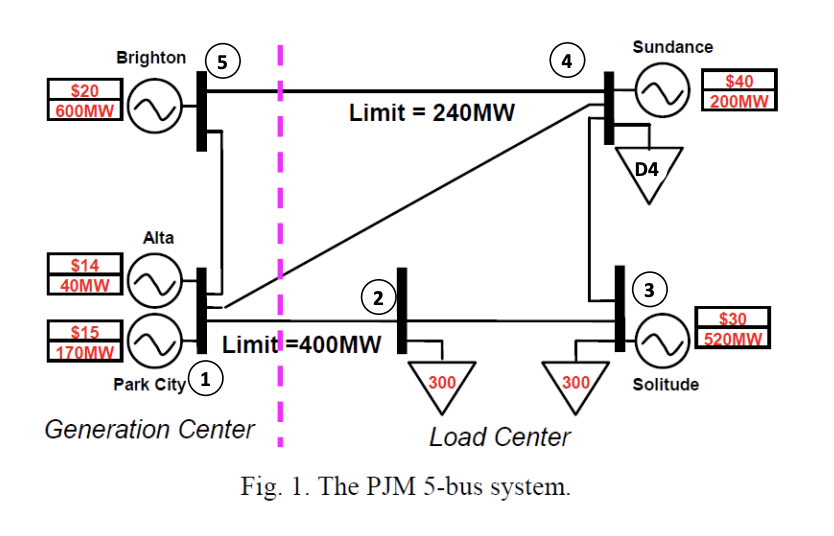 Brighton
5
4
Sundance
$20
600MW
Limit = 240MW
$40
200MW
D4
Alta
$14
40MW
2
3
$15
170MW
Limit =400MW
$30
520MW
Park City
1
300
300
Solitude
Generation Center
Load Center
Fig. 1. The PJM 5-bus system.